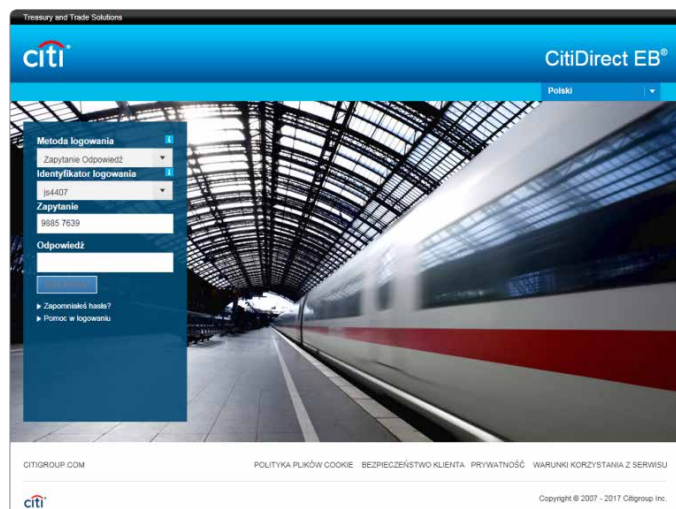 Treasury and Trade Solutions
citi
CitiDirect EB®
Polski
Metoda logowania
Zapytanie Odpowiedź
Identyfikator logowania
js4407
Zapytanie
9885 7639
Odpowiedź
Zapomniałeś hasła?
Pomoc w logowaniu
CITIGROUP.COM
POLITYKA PLIKÓW COOKIE BEZPIECZEŃSTWO KLIENTA PRYWATNOŚĆ WARUNKI KORZYSTANIA Z SERWISU
citi
Copyright © 2007 - 2017 Citigroup Inc.